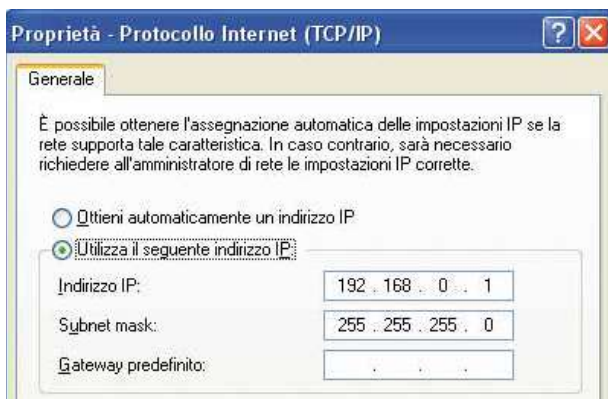 Proprietà - Protocollo Internet (TCP/IP)
Generale
È possibile ottenere l'assegnazione automatica delle impostazioni IP se la
rete supporta tale caratteristica. In caso contrario, sarà necessario
richiedere all'amministratore di rete le impostazioni IP corrette.
Ottieni automaticamente un indirizzo IP
Utilizza il seguente indirizzo IP:
Indirizzo IP: 192 . 168 . 0 . 1
Subnet mask: 255 . 255 . 255 . 0
Gateway predefinito: . . .